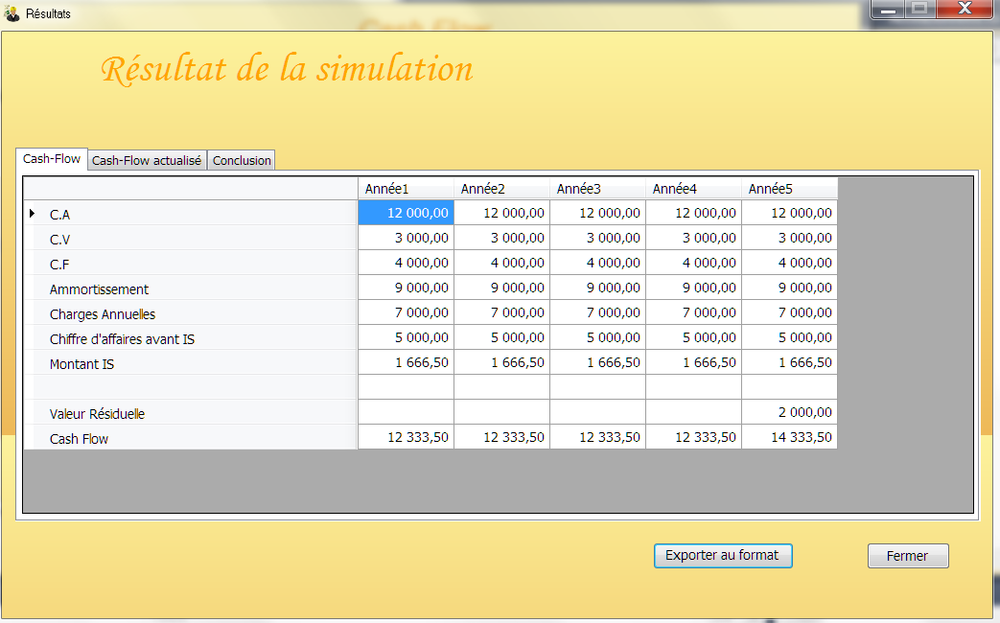 Résultats
Résultat de la simulation
Cash-Flow Cash-Flow actualisé Conclusion
Année1 Année2 Année3 Année4 Année5
C.A 12 000,00 12 000,00 12 000,00 12 000,00 12 000,00
C.V 3 000,00 3 000,00 3 000,00 3 000,00 3 000,00
C.F 4 000,00 4 000,00 4 000,00 4 000,00 4 000,00
Ammortissement 9 000,00 9 000,00 9 000,00 9 000,00 9 000,00
Charges Annuelles 7 000,00 7 000,00 7 000,00 7 000,00 7 000,00
Chiffre d'affaires avant IS 5 000,00 5 000,00 5 000,00 5 000,00 5 000,00
Montant IS 1 666,50 1 666,50 1 666,50 1 666,50 1 666,50
Valeur Résiduelle 2 000,00
Cash Flow 12 333,50 12 333,50 12 333,50 12 333,50 14 333,50
Exporter au format Fermer